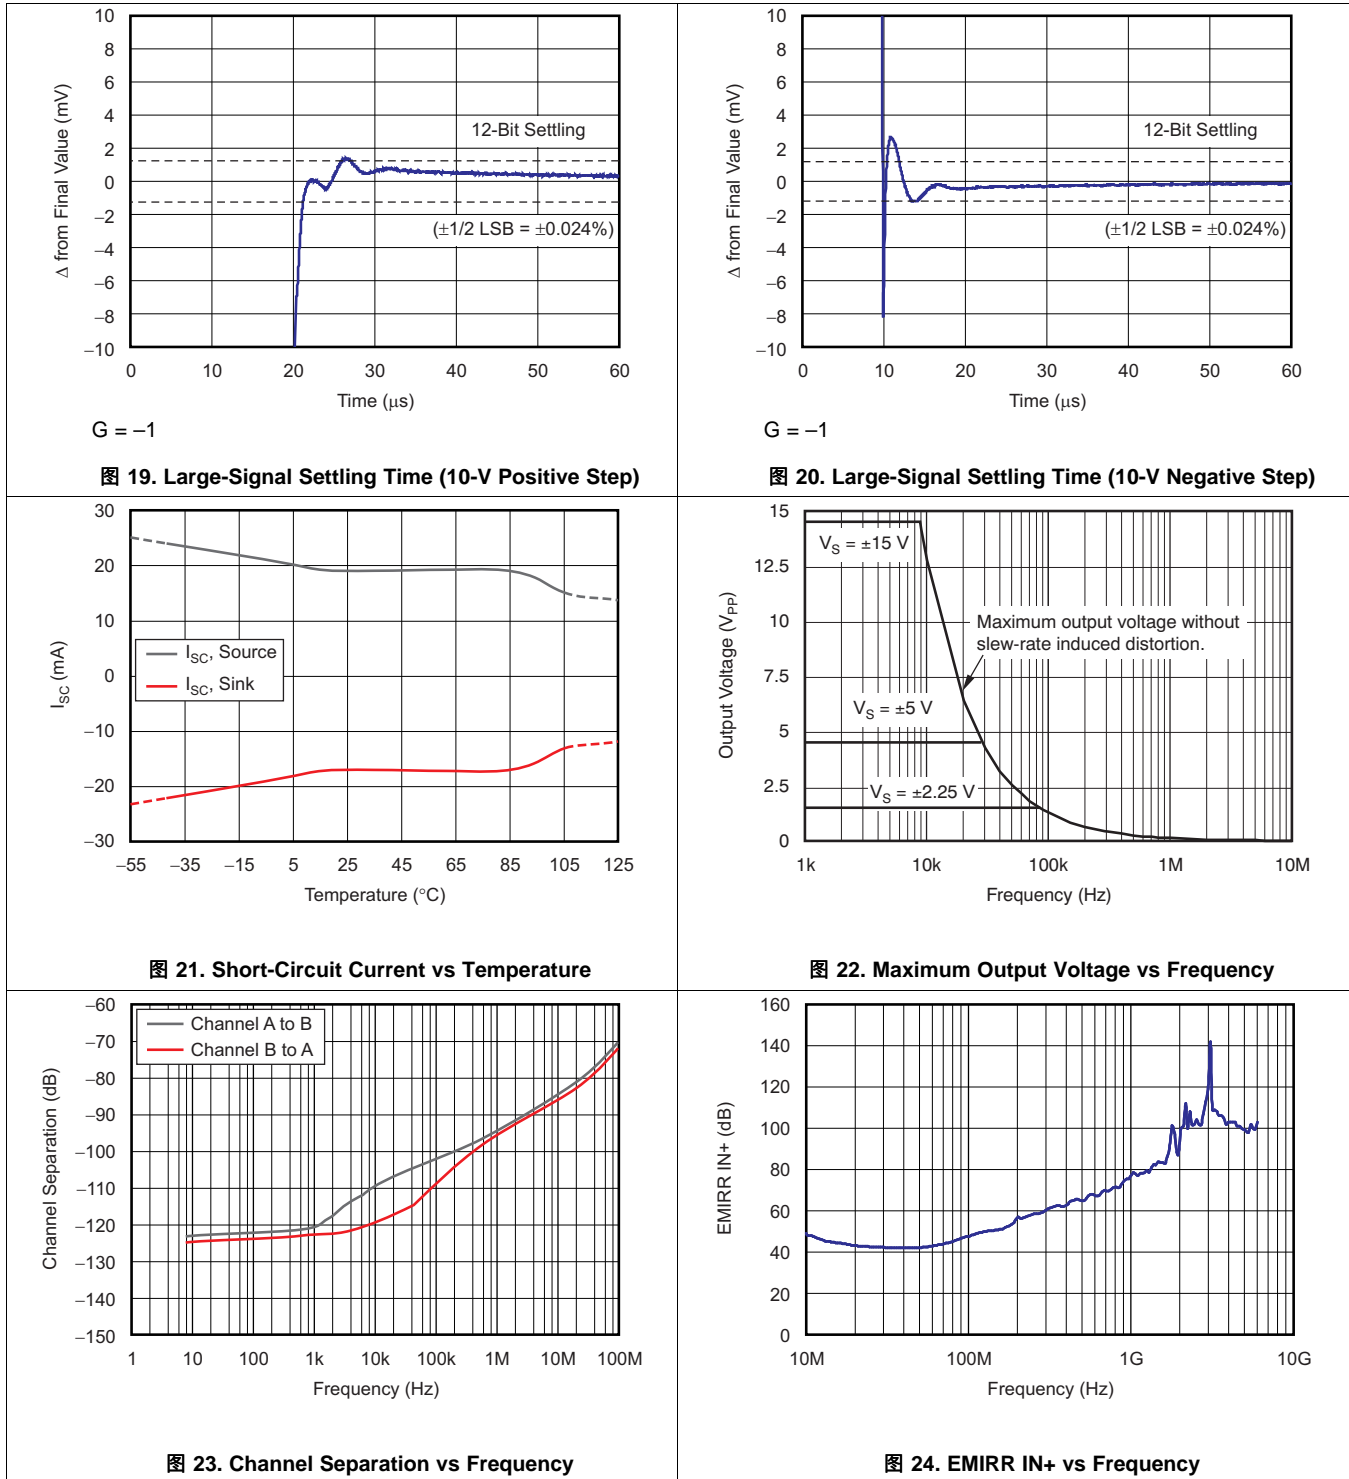 10
8
6
4
2
0
−2
−4
−6
−8
−10
Δ from Final Value (mV)
12-Bit Settling
(±1/2 LSB = ±0.024%)
0 10 20 30 40 50 60
Time (μs)
G = −1
图 19. Large-Signal Settling Time (10-V Positive Step)
10
8
6
4
2
0
−2
−4
−6
−8
−10
Δ from Final Value (mV)
12-Bit Settling
(±1/2 LSB = ±0.024%)
0 10 20 30 40 50 60
Time (μs)
G = −1
图 20. Large-Signal Settling Time (10-V Negative Step)
30
20
10
0
−10
−20
−30
I_SC (mA)
I_SC, Source
I_SC, Sink
−55 −35 −15 5 25 45 65 85 105 125
Temperature (°C)
图 21. Short-Circuit Current vs Temperature
15
12.5
10
7.5
5
2.5
0
Output Voltage (V_PP)
V_S = ±15 V
Maximum output voltage without
slew-rate induced distortion.
V_S = ±5 V
V_S = ±2.25 V
1k 10k 100k 1M 10M
Frequency (Hz)
图 22. Maximum Output Voltage vs Frequency
−60
−70
−80
−90
−100
−110
−120
−130
−140
−150
Channel Separation (dB)
Channel A to B
Channel B to A
1 10 100 1k 10k 100k 1M 10M 100M
Frequency (Hz)
图 23. Channel Separation vs Frequency
160
140
120
100
80
60
40
20
0
EMIRR IN+ (dB)
10M 100M 1G 10G
Frequency (Hz)
图 24. EMIRR IN+ vs Frequency